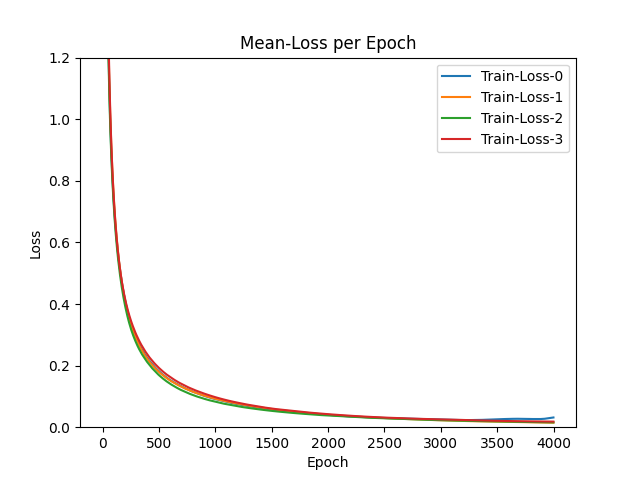 Mean-Loss per Epoch
1.2
1.0
0.8
0.6
0.4
0.2
0.0
Loss
Train-Loss-0
Train-Loss-1
Train-Loss-2
Train-Loss-3
0 500 1000 1500 2000 2500 3000 3500 4000
Epoch